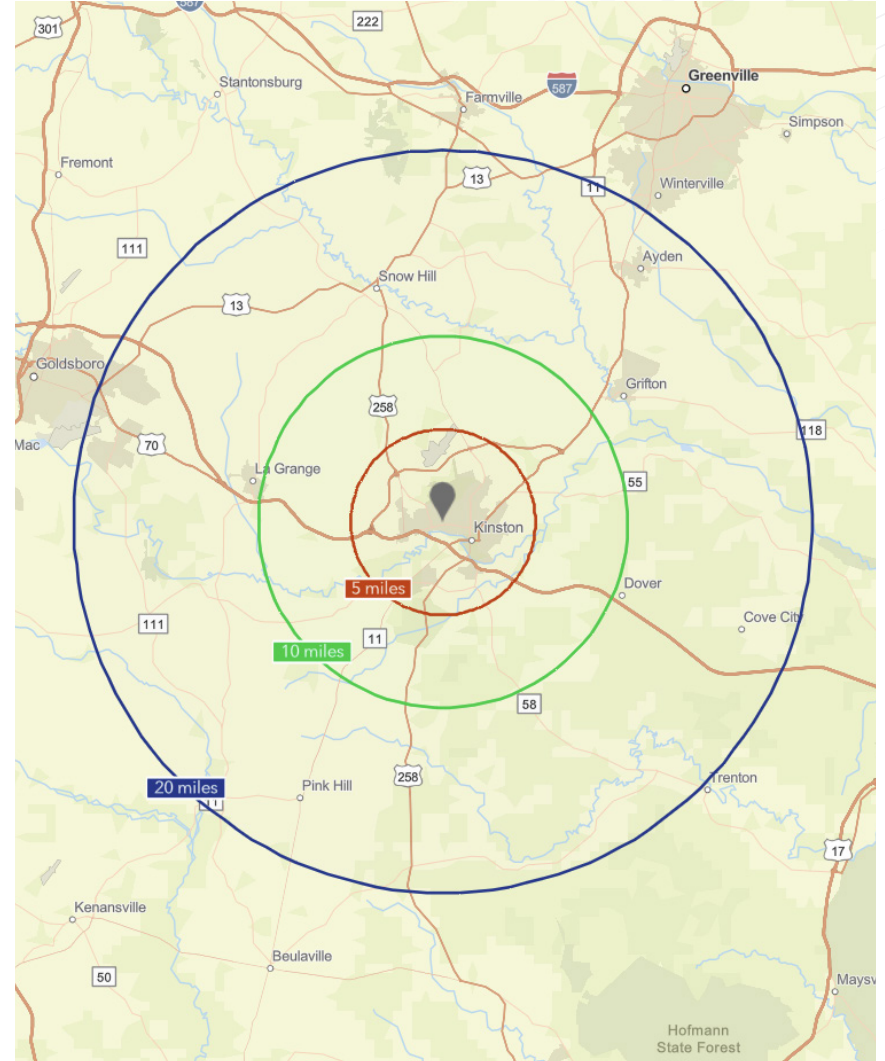 587
222
301
Stantonsburg
Greenville
587
Farmville
Simpson
Fremont
13
11
Winterville
111
Ayden
Snow Hill
13
Goldsboro
Grifton
258
118
Mac
70
La Grange
55
Kinston
5 miles
Dover
111
Cove City
11
10 miles
58
258
Trenton
20 miles
Pink Hill
11
17
Kenansville
Beulaville
50
Maysv
Hofmann
State Forest